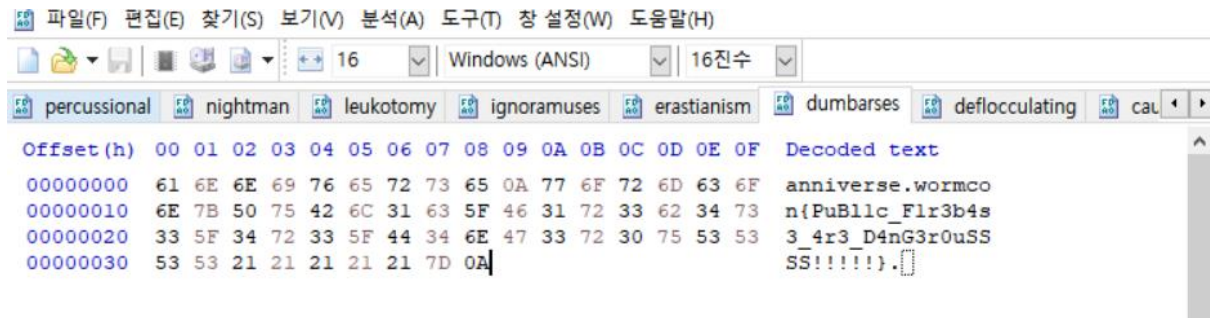 파일(F) 편집(E) 찾기(S) 보기(V) 분석(A) 도구(T) 창 설정(W) 도움말(H)
16 Windows (ANSI) 16진수
percussional nightman leukotomy ignoramuses erastianism dumbarses deflocculating cau
Offset(h) 00 01 02 03 04 05 06 07 08 09 0A 0B 0C 0D 0E 0F Decoded text
00000000 61 6E 6E 69 76 65 72 73 65 0A 77 6F 72 6D 63 6F anniverse.wormco
00000010 6E 7B 50 75 42 6C 31 63 5F 46 31 72 33 62 34 73 n{PuBl1c_F1r3b4s
00000020 33 5F 34 72 33 5F 44 34 6E 47 33 72 30 75 53 53 3_4r3_D4nG3r0uSS
00000030 53 53 21 21 21 21 21 7D 0A SS!!!!!}.